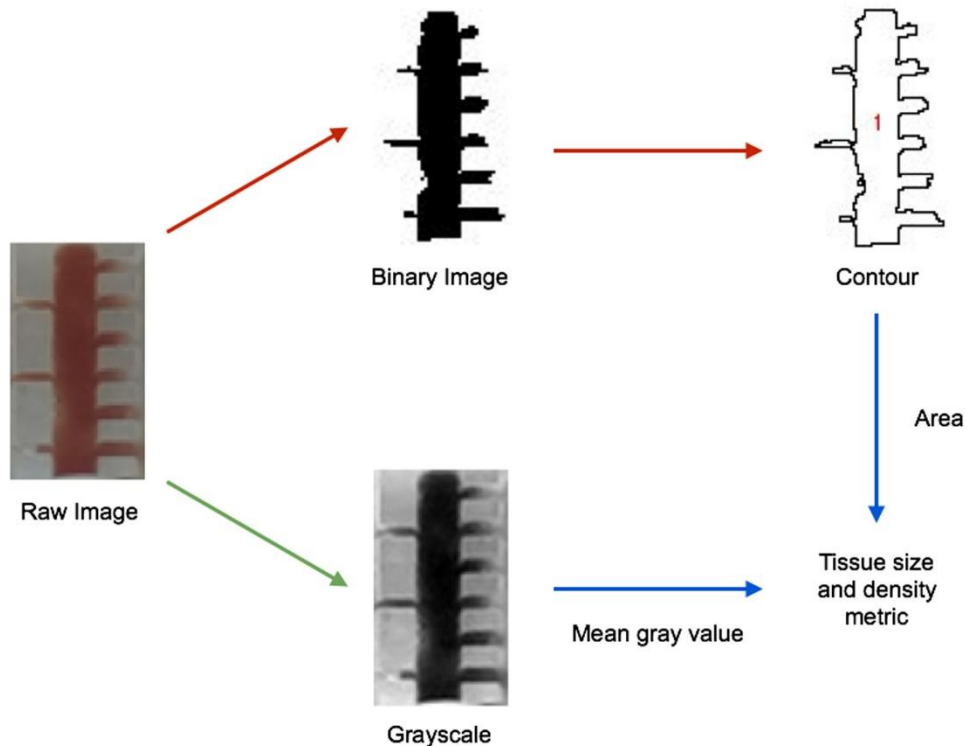 1
Binary Image
Contour
Raw Image
Area
Tissue size
and density
metric
Mean gray value
Grayscale